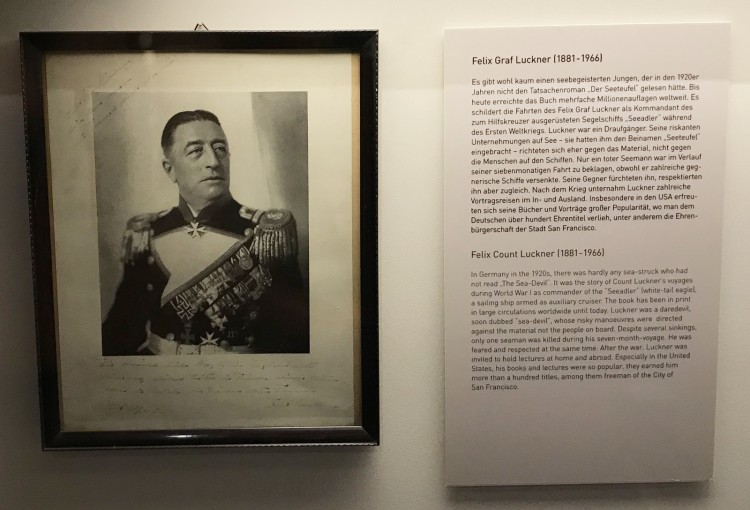 Felix Graf Luckner (1881-1966)
Es gibt wohl kaum einen seebegeisterten Jungen, der in den 1920er
Jahren nicht den Tatsachenroman „Der Seeteufel“ gelesen hätte. Bis
heute erreichte das Buch mehrfache Millionenauflagen weltweit. Es
schildert die Fahrten des Felix Graf Luckner als Kommandant des
zum Hilfskreuzer ausgerüsteten Segelschiffs „Seeadler“ während
des Ersten Weltkriegs. Luckner war ein Draufgänger. Seine riskanten
Unternehmungen auf See – sie hatten ihm den Beinamen „Seeteufel“
eingebracht – richteten sich eher gegen das Material, nicht gegen
die Menschen auf den Schiffen. Nur ein toter Seemann war im Verlauf
seiner siebenmonatigen Fahrt zu beklagen, obwohl er zahlreiche geg-
nerische Schiffe versenkte. Seine Gegner fürchteten ihn, respektierten
ihn aber zugleich. Nach dem Krieg unternahm Luckner zahlreiche
Vortragsreisen im In- und Ausland. Insbesondere in den USA erfreu-
ten sich seine Bücher und Vorträge großer Popularität, wo man dem
Deutschen über hundert Ehrentitel verlieh, unter anderem die Ehren-
bürgerschaft der Stadt San Francisco.
Felix Count Luckner (1881-1966)
In Germany in the 1920s, there was hardly any sea-struck who had
not read „The Sea-Devil“. It was the story of Count Luckner's voyages
during World War I as commander of the “Seeadler” (white-tail eagle),
a sailing ship armed as auxiliary cruiser. The book has been in print
in large circulations worldwide until today. Luckner was a daredevil,
soon dubbed “sea-devil”, whose risky manoeuvres were directed
against the material not the people on board. Despite several sinkings,
only one seaman was killed during his seven-month-voyage. He was
feared and respected at the same time. After the war, Luckner was
invited to hold lectures at home and abroad. Especially in the United
States, his books and lectures were so popular, they earned him
more than a hundred titles, among them freeman of the City of
San Francisco.